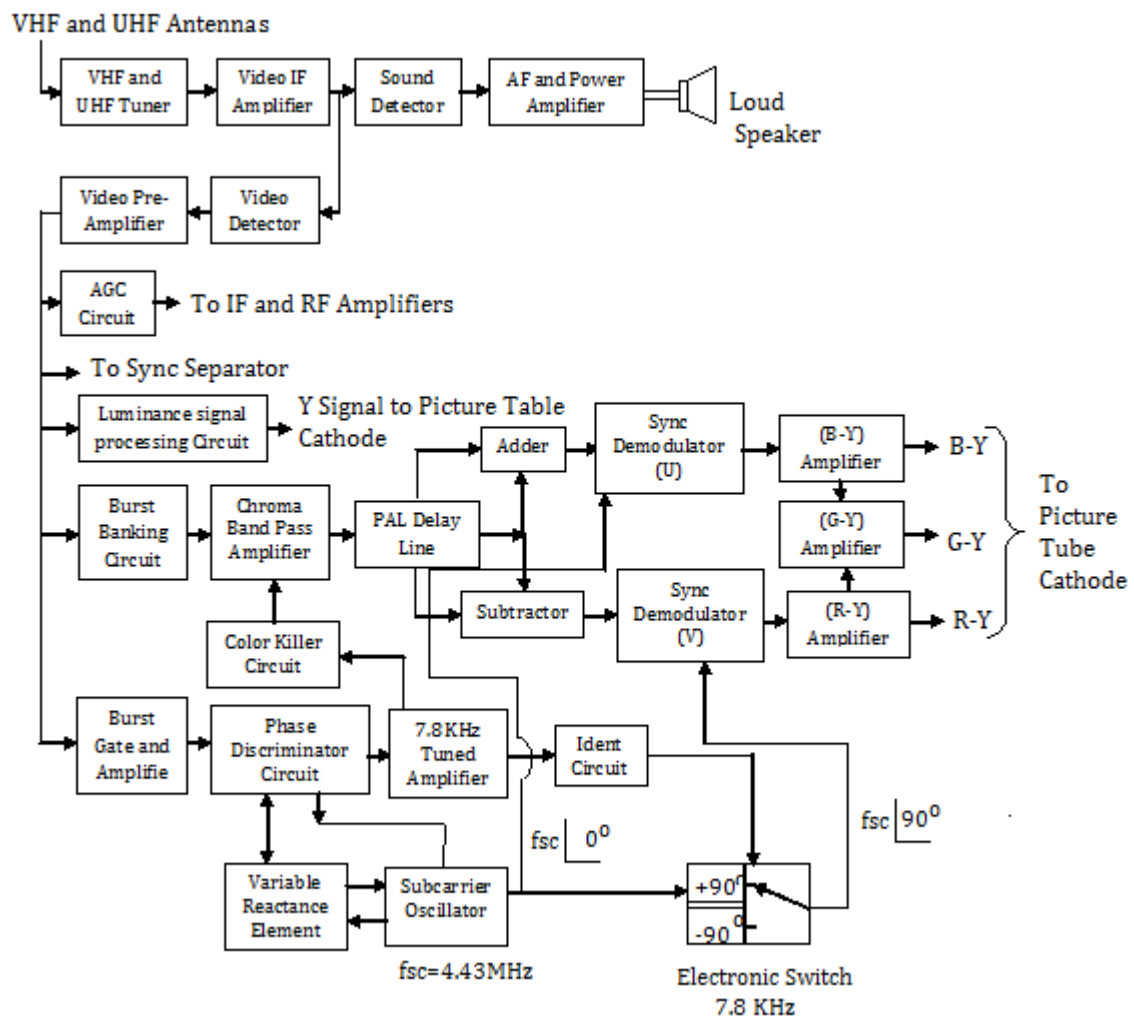 VHF and UHF Antennas
VHF and
UHF Tuner
Video IF
Amplifier
Sound
Detector
AF and Power
Amplifier
Loud
Speaker
Video Pre-
Amplifier
Video
Detector
AGC
Circuit
To IF and RF Amplifiers
To Sync Separator
Luminance signal
processing Circuit
Y Signal to Picture Table
Cathode
Adder
Sync
Demodulator
(U)
(B-Y)
Amplifier
B-Y
Burst
Banking
Circuit
Chroma
Band Pass
Amplifier
PAL Delay
Line
(G-Y)
Amplifier
G-Y
To
Picture
Tube
Cathode
Subtractor
Sync
Demodulator
(V)
(R-Y)
Amplifier
R-Y
Color Killer
Circuit
Burst
Gate and
Amplifie
Phase
Discriminator
Circuit
7.8KHz
Tuned
Amplifier
Ident
Circuit
fsc 0⁰
fsc 90⁰
Variable
Reactance
Element
Subcarrier
Oscillator
+90⁰
-90⁰
fsc=4.43MHz
Electronic Switch
7.8 KHz